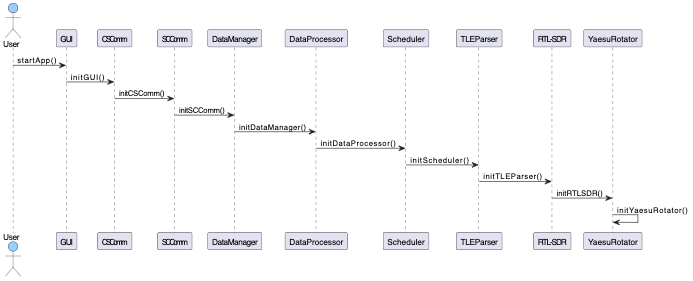 User
GUI CSComm SCComm DataManager DataProcessor Scheduler TLEParser RTL-SDR YaesuRotator
startApp()
initGUI()
initCSComm()
initSCComm()
initDataManager()
initDataProcessor()
initScheduler()
initTLEParser()
initRTLSDR()
initYaesuRotator()
User
GUI CSComm SCComm DataManager DataProcessor Scheduler TLEParser RTL-SDR YaesuRotator